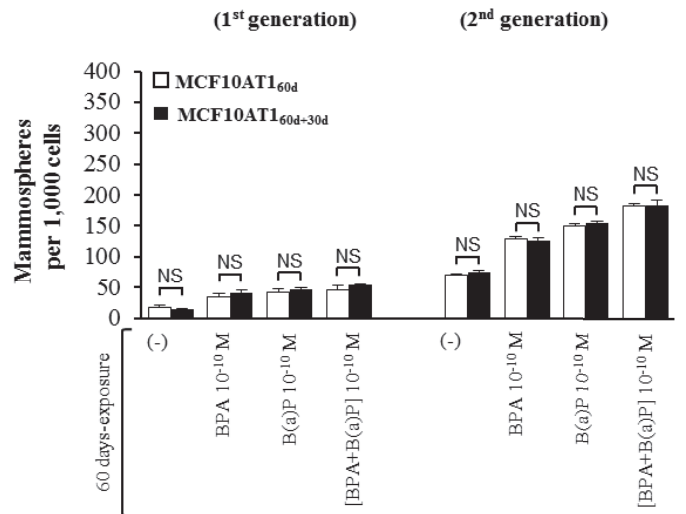 (1st generation)
(2nd generation)
Mammospheres
per 1,000 cells
400
350
300
250
200
150
100
50
0
MCF10AT160d
MCF10AT160d+30d
NS
NS
NS
NS
NS
NS
NS
NS
60 days-exposure
(-)
BPA 10-10 M
B(a)P 10-10 M
[BPA+B(a)P] 10-10 M
(-)
BPA 10-10 M
B(a)P 10-10 M
[BPA+B(a)P] 10-10 M